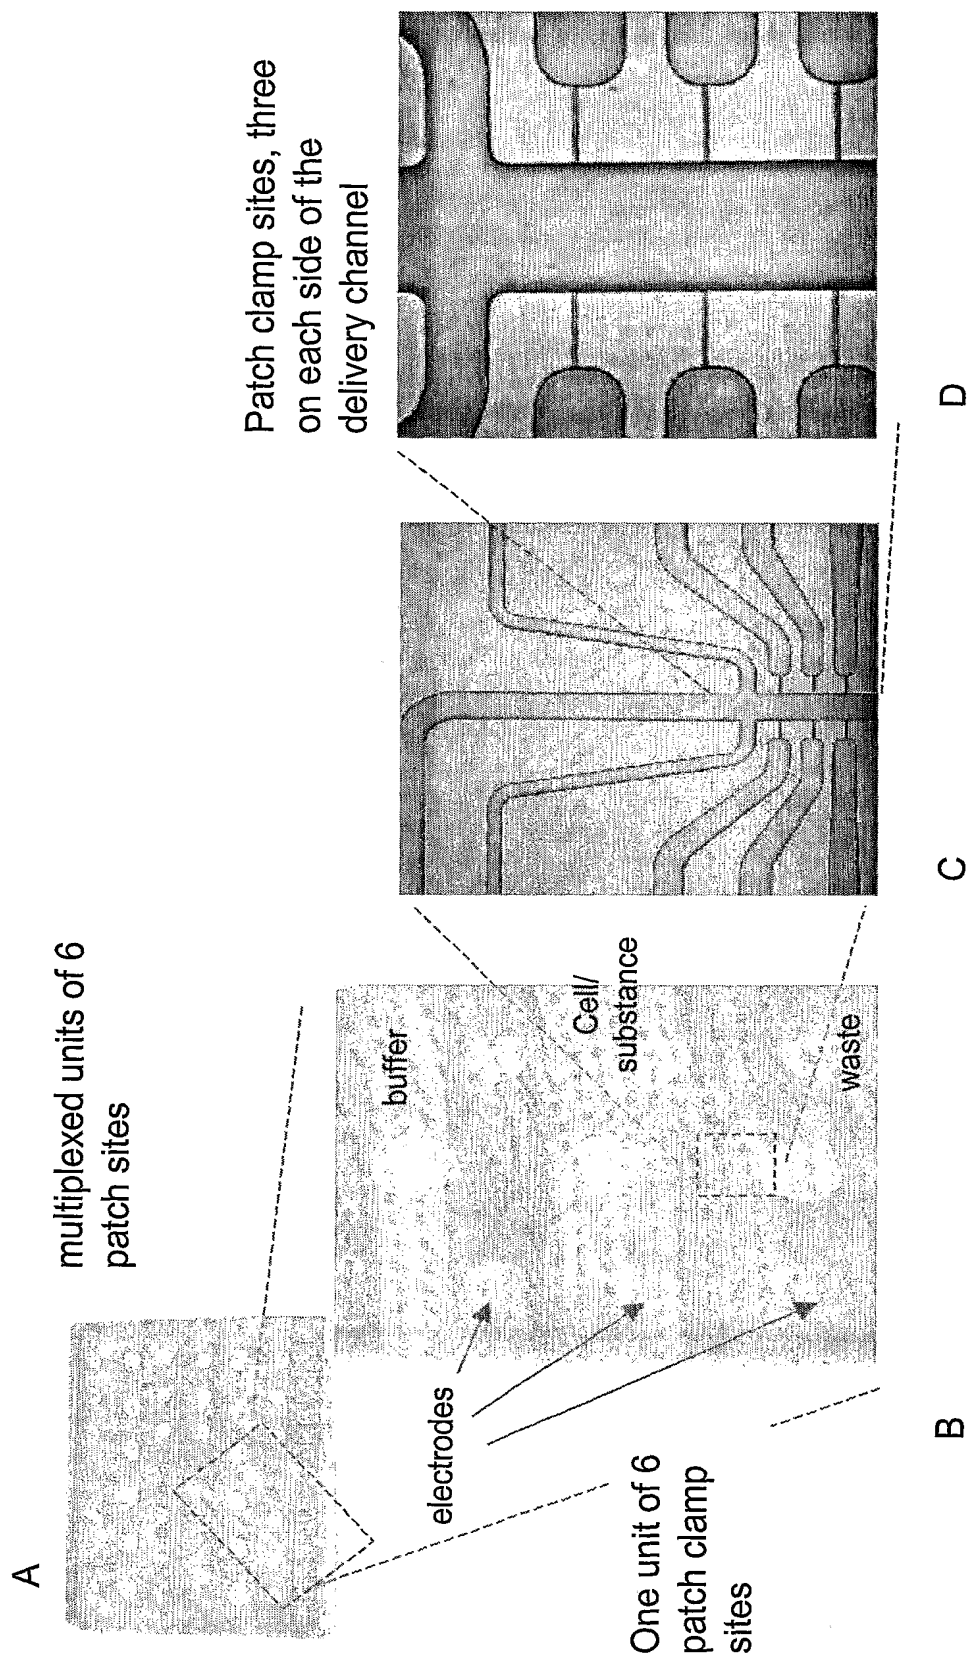 A
multiplexed units of 6
patch sites
electrodes
buffer
Cell/
substance
waste
One unit of 6
patch clamp
sites
B
C
Patch clamp sites, three
on each side of the
delivery channel
D